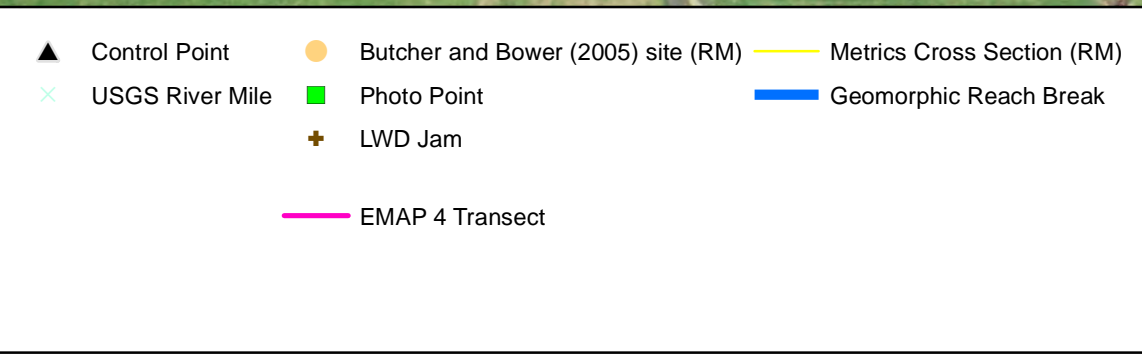 Control Point
USGS River Mile
Butcher and Bower (2005) site (RM)
Photo Point
LWD Jam
EMAP 4 Transect
Metrics Cross Section (RM)
Geomorphic Reach Break